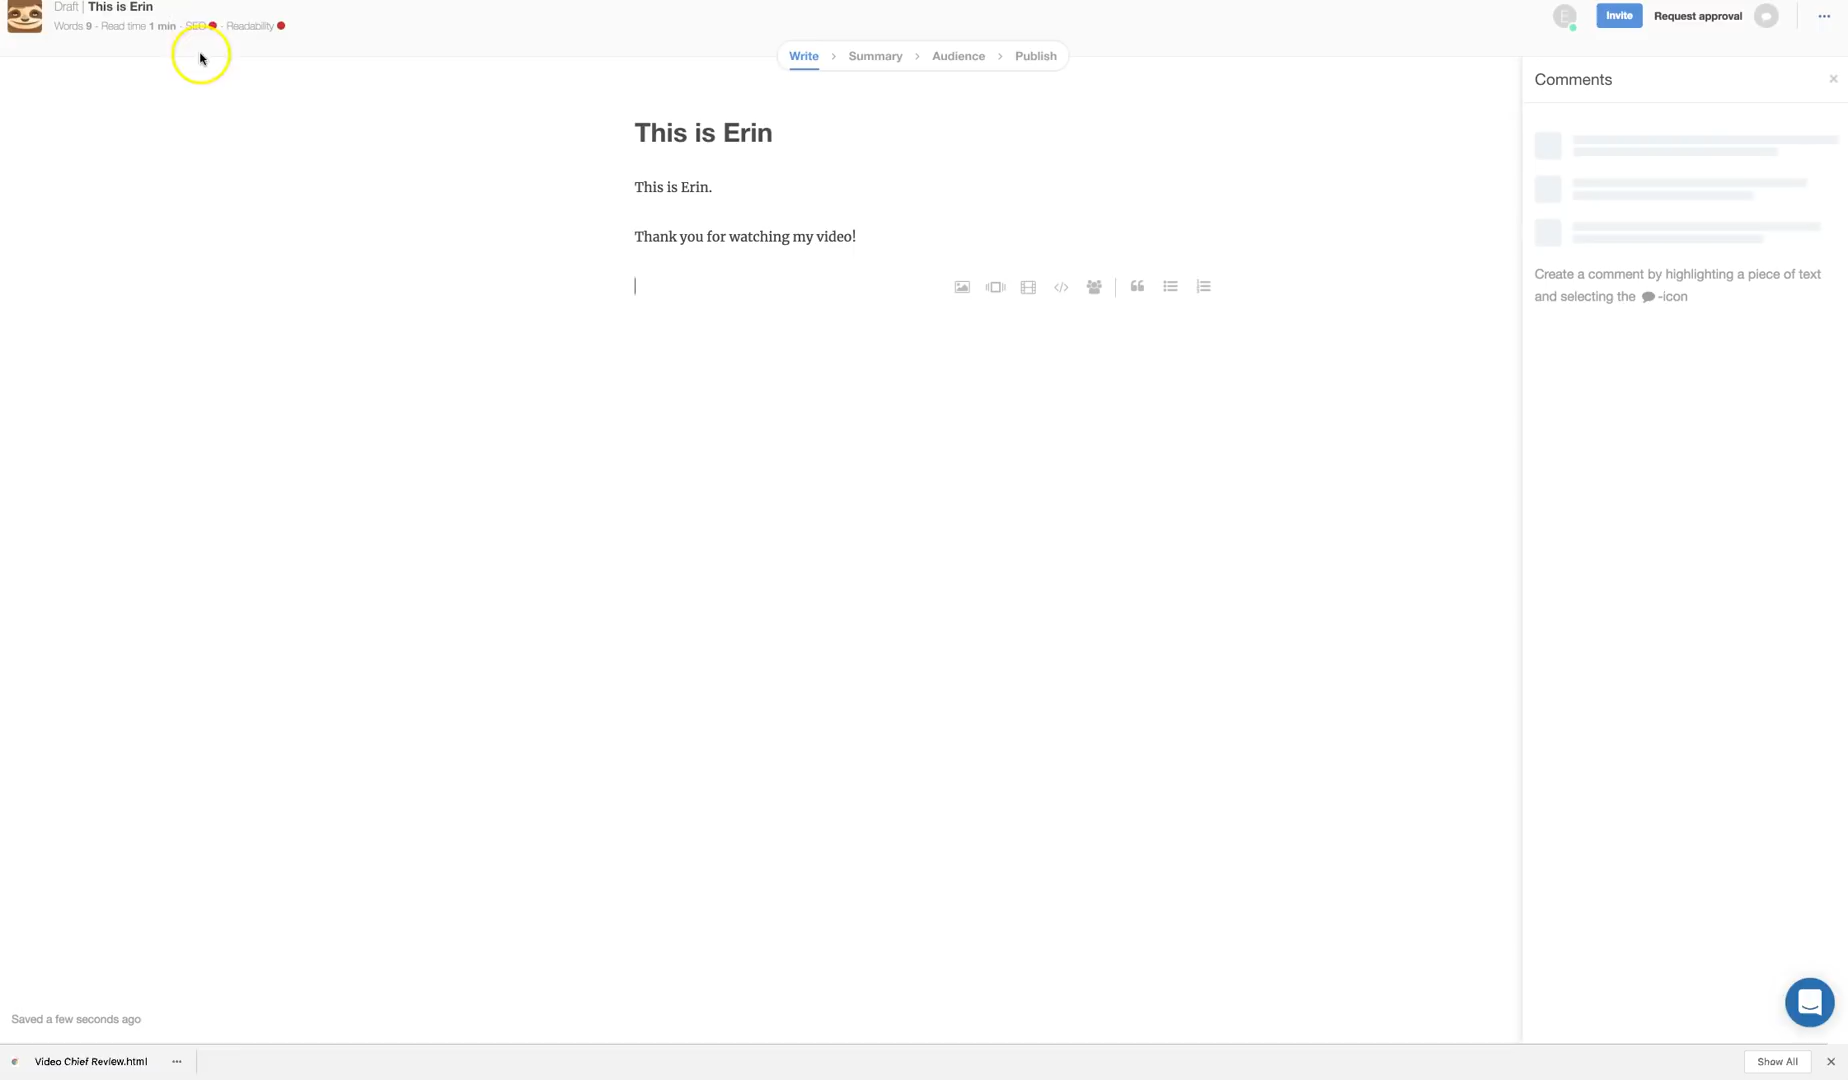 Draft | This is Erin
Words 9 - Read time 1 min - SEO - Readability
E
Invite
Request approval
Write > Summary > Audience > Publish
This is Erin
This is Erin.
Thank you for watching my video!
Comments
Create a comment by highlighting a piece of text
and selecting the -icon
Saved a few seconds ago
Video Chief Review.html
Show All